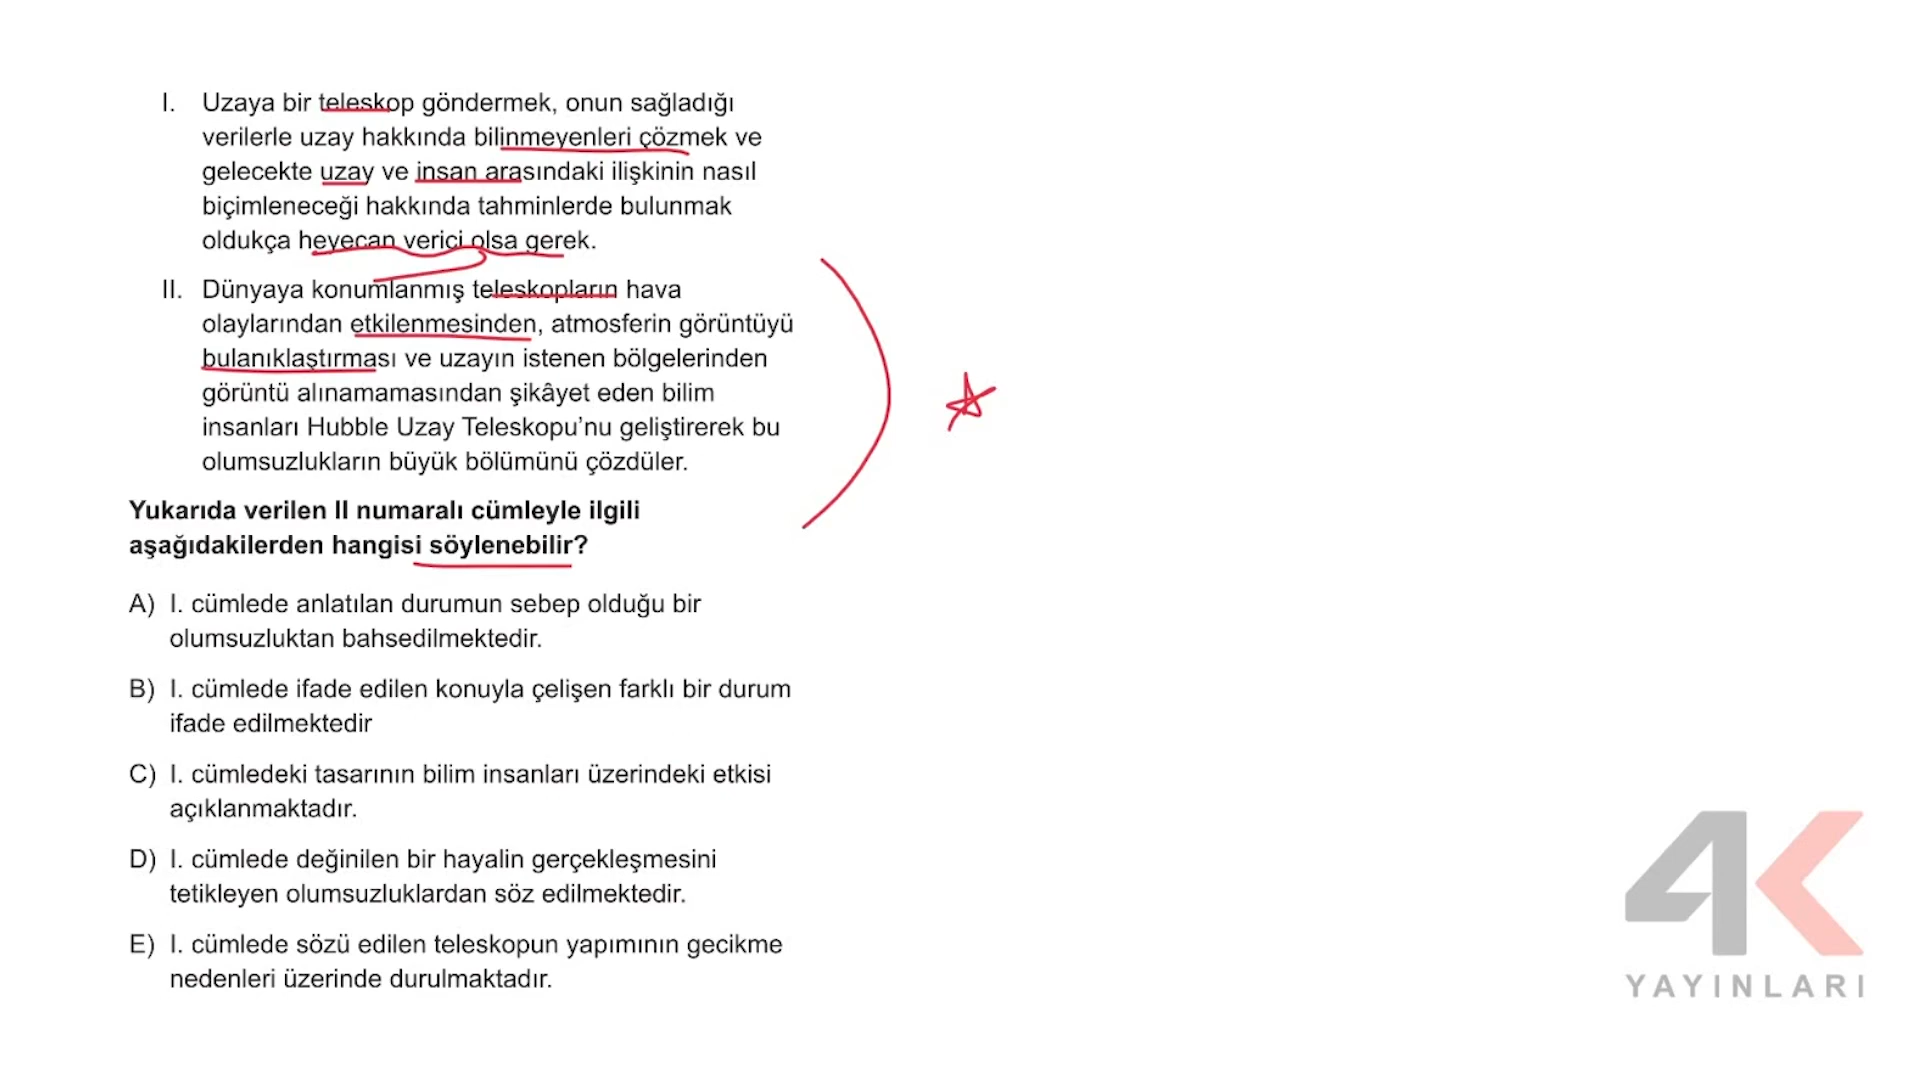 I. Uzaya bir teleskop göndermek, onun sağladığı
verilerle uzay hakkında bilinmeyenleri çözmek ve
gelecekte uzay ve insan arasındaki ilişkinin nasıl
biçimleneceği hakkında tahminlerde bulunmak
oldukça heyecan verici olsa gerek.
II. Dünyaya konumlanmış teleskopların hava
olaylarından etkilenmesinden, atmosferin görüntüyü
bulanıklaştırması ve uzayın istenen bölgelerinden
görüntü alınamamasından şikâyet eden bilim
insanları Hubble Uzay Teleskopu’nu geliştirerek bu
olumsuzlukların büyük bölümünü çözdüler.
Yukarıda verilen II numaralı cümleyle ilgili
aşağıdakilerden hangisi söylenebilir?
A) I. cümlede anlatılan durumun sebep olduğu bir
olumsuzluktan bahsedilmektedir.
B) I. cümlede ifade edilen konuyla çelişen farklı bir durum
ifade edilmektedir
C) I. cümledeki tasarının bilim insanları üzerindeki etkisi
açıklanmaktadır.
D) I. cümlede değinilen bir hayalin gerçekleşmesini
tetikleyen olumsuzluklardan söz edilmektedir.
E) I. cümlede sözü edilen teleskopun yapımının gecikme
nedenleri üzerinde durulmaktadır.
4K
YAYINLARI